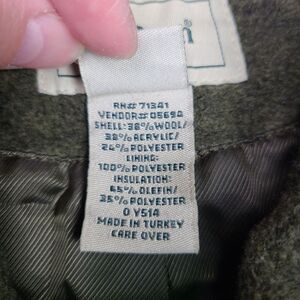 RN# 71341
VENDOR# 05694
SHELL: 38% WOOL/
38% ACRYLIC/
24% POLYESTER
LINING:
100% POLYESTER
INSULATION:
65% OLEFIN/
35% POLYESTER
0 Y514
MADE IN TURKEY
CARE OVER